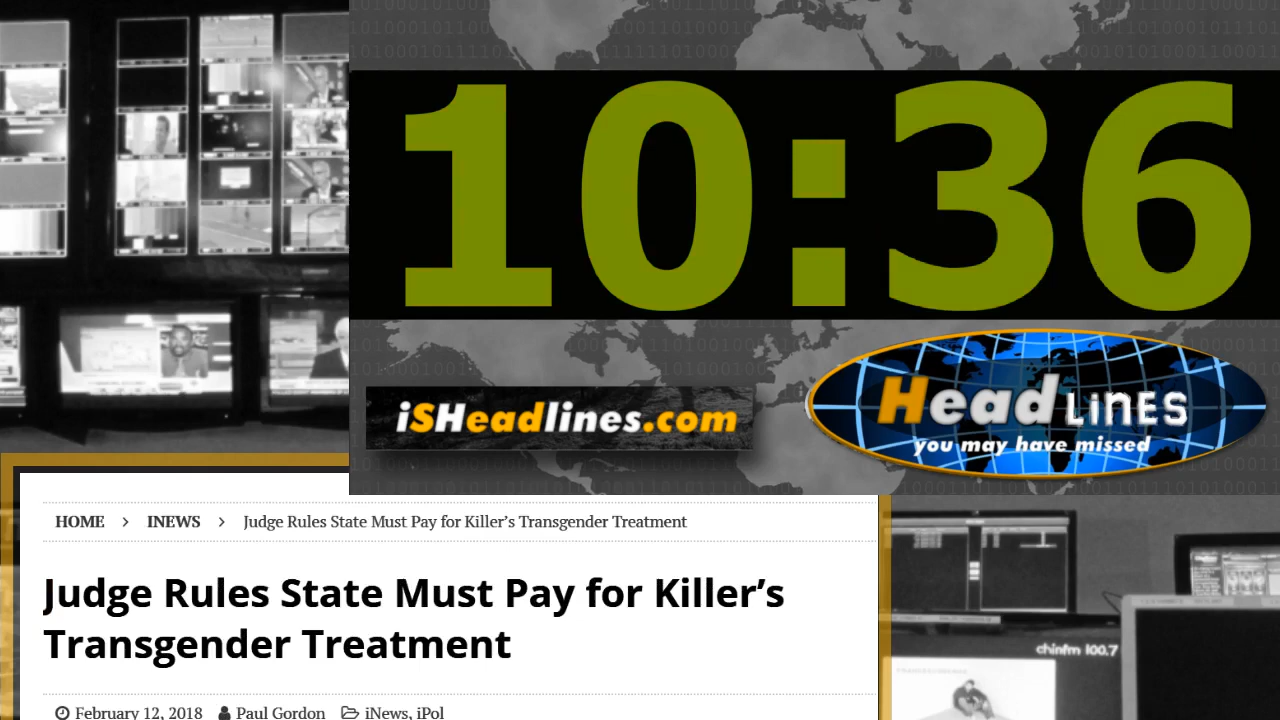 10:36
iSHeadlines.com
HeadLiNES
you may have missed
HOME > INEWS > Judge Rules State Must Pay for Killer’s Transgender Treatment
Judge Rules State Must Pay for Killer’s
Transgender Treatment
February 12, 2018 Paul Gordon iNews, iPol
chinfm 100.7